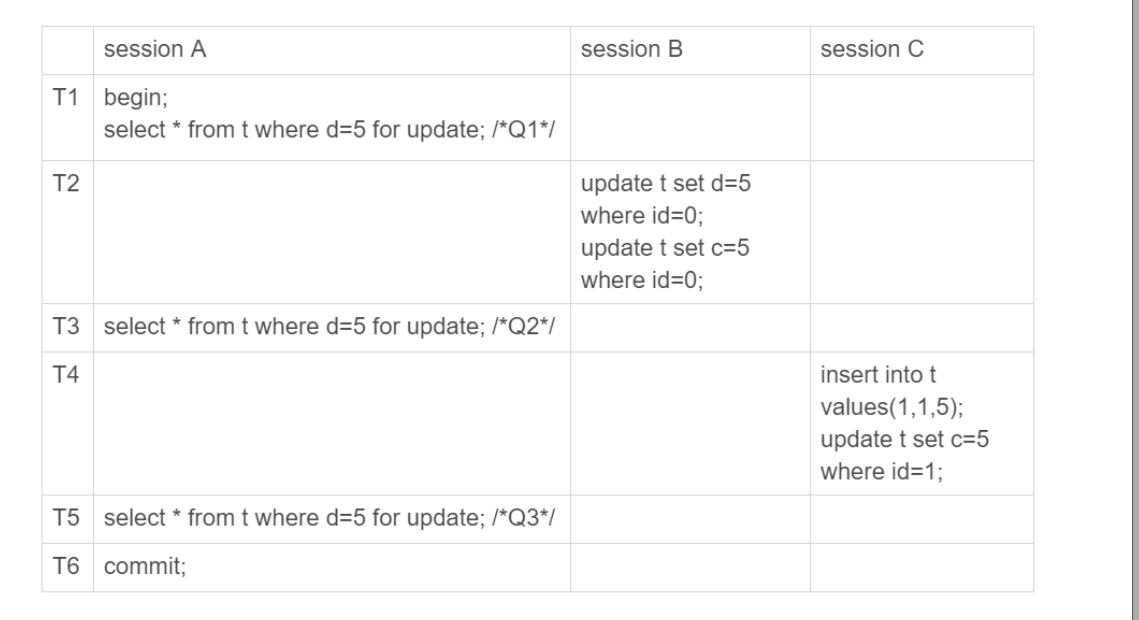 session A
session B
session C
T1
begin;
select * from t where d=5 for update; /*Q1*/
T2
update t set d=5
where id=0;
update t set c=5
where id=0;
T3
select * from t where d=5 for update; /*Q2*/
T4
insert into t
values(1,1,5);
update t set c=5
where id=1;
T5
select * from t where d=5 for update; /*Q3*/
T6
commit;